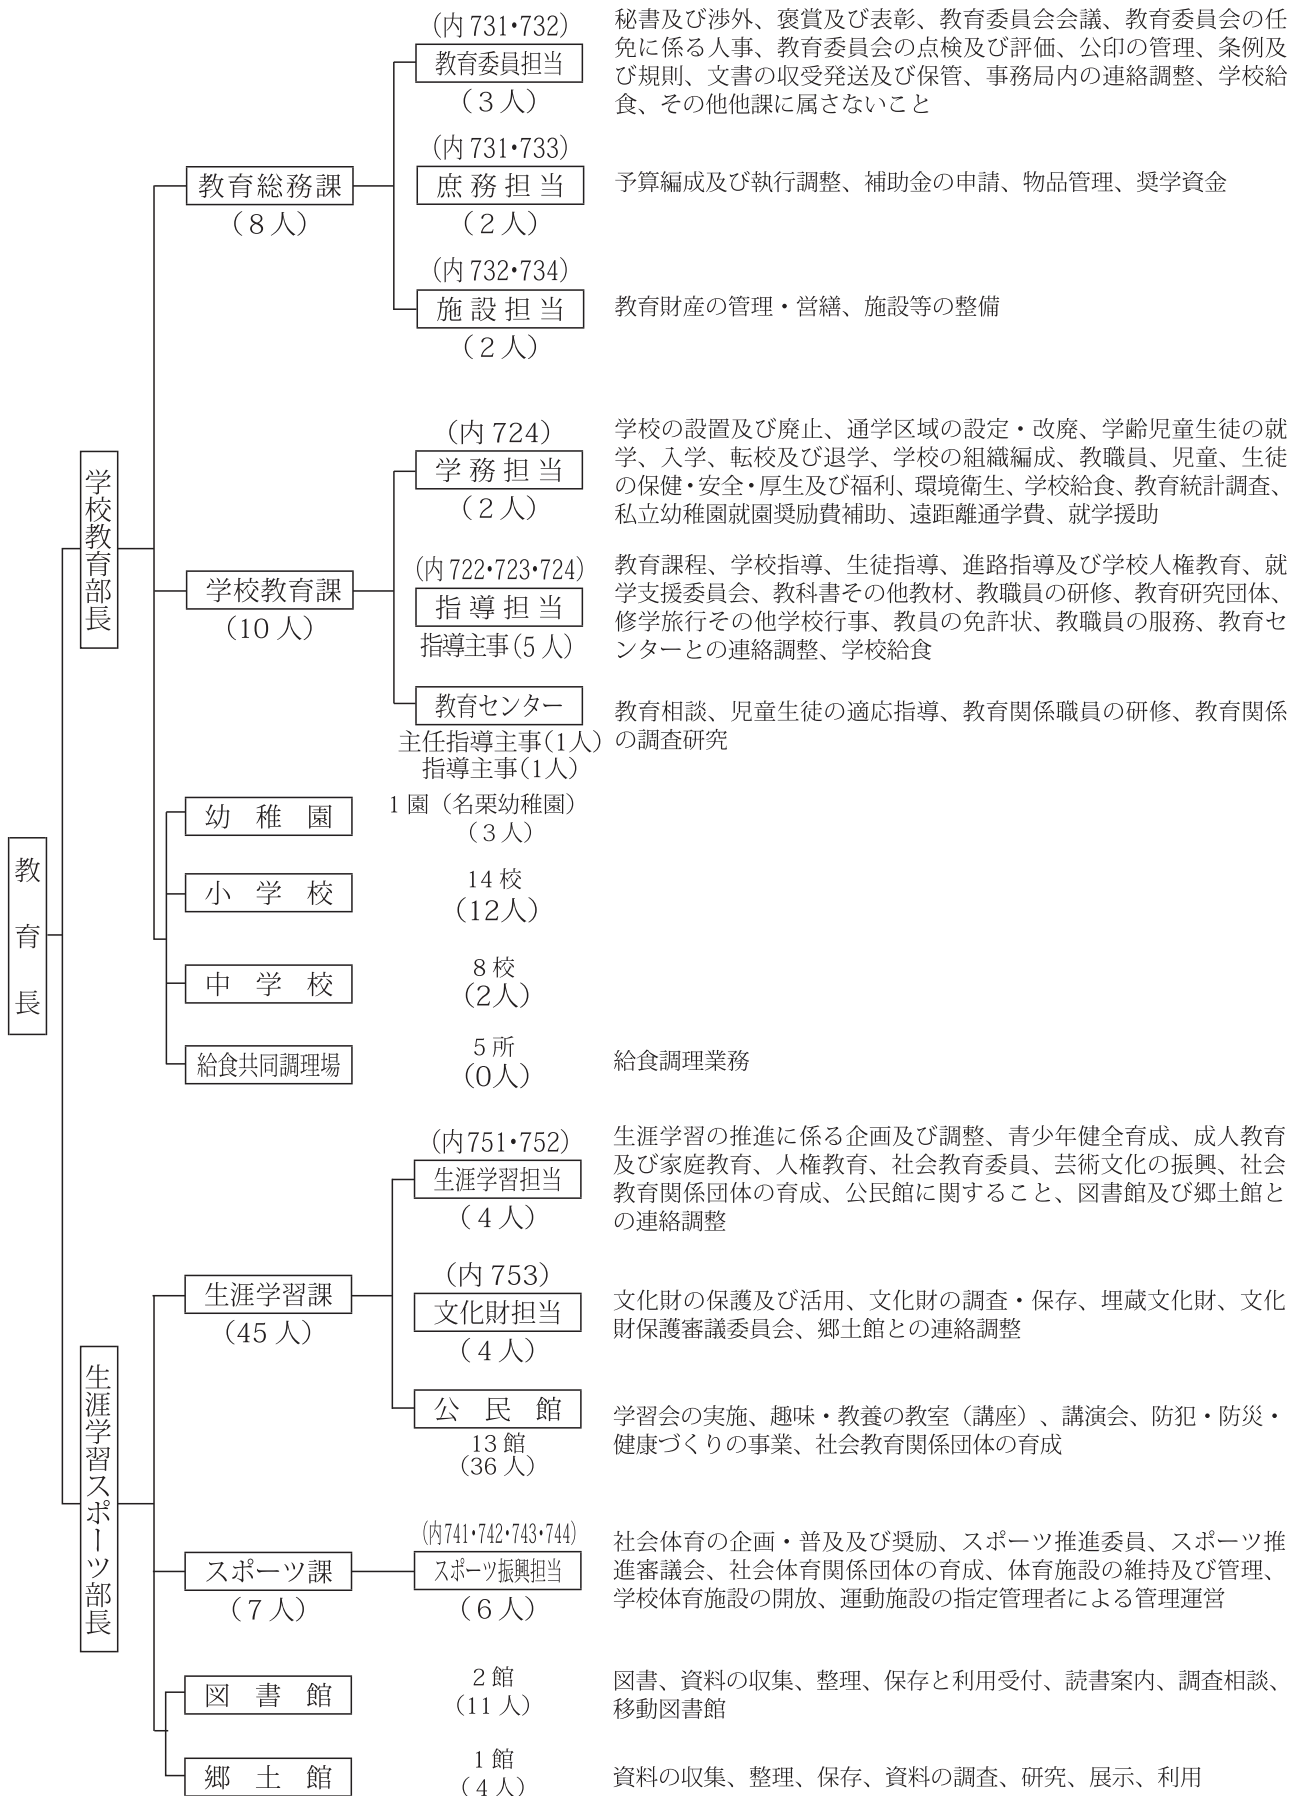 教育長
学校教育部長
教育総務課
(8人)
(内731・732)
教育委員担当
(3人)
秘書及び渉外、褒賞及び表彰、教育委員会会議、教育委員会の任
免に係る人事、教育委員会の点検及び評価、公印の管理、条例及
び規則、文書の収受発送及び保管、事務局内の連絡調整、学校給
食、その他他課に属さないこと
(内731・733)
庶務担当
(2人)
予算編成及び執行調整、補助金の申請、物品管理、奨学資金
(内732・734)
施設担当
(2人)
教育財産の管理・営繕、施設等の整備
学校教育課
(10人)
(内724)
学務担当
(2人)
学校の設置及び廃止、通学区域の設定・改廃、学齢児童生徒の就
学、入学、転校及び退学、学校の組織編成、教職員、児童、生徒
の保健・安全・厚生及び福利、環境衛生、学校給食、教育統計調査、
私立幼稚園就園奨励費補助、遠距離通学費、就学援助
(内722・723・724)
指導担当
指導主事(5人)
教育課程、学校指導、生徒指導、進路指導及び学校人権教育、就
学支援委員会、教科書その他教材、教職員の研修、教育研究団体、
修学旅行その他学校行事、教員の免許状、教職員の服務、教育セ
ンターとの連絡調整、学校給食
教育センター
主任指導主事(1人)
指導主事(1人)
教育相談、児童生徒の適応指導、教育関係職員の研修、教育関係
の調査研究
幼稚園
1園（名栗幼稚園）
(3人)
小学校
14校
(12人)
中学校
8校
(2人)
給食共同調理場
5所
(0人)
給食調理業務
生涯学習スポーツ部長
生涯学習課
(45人)
(内751・752)
生涯学習担当
(4人)
生涯学習の推進に係る企画及び調整、青少年健全育成、成人教育
及び家庭教育、人権教育、社会教育委員、芸術文化の振興、社会
教育関係団体の育成、公民館に関すること、図書館及び郷土館と
の連絡調整
(内753)
文化財担当
(4人)
文化財の保護及び活用、文化財の調査・保存、埋蔵文化財、文化
財保護審議委員会、郷土館との連絡調整
公民館
13館
(36人)
学習会の実施、趣味・教養の教室（講座）、講演会、防犯・防災・
健康づくりの事業、社会教育関係団体の育成
スポーツ課
(7人)
(内741・742・743・744)
スポーツ振興担当
(6人)
社会体育の企画・普及及び奨励、スポーツ推進委員、スポーツ推
進審議会、社会体育関係団体の育成、体育施設の維持及び管理、
学校体育施設の開放、運動施設の指定管理者による管理運営
図書館
2館
(11人)
図書、資料の収集、整理、保存と利用受付、読書案内、調査相談、
移動図書館
郷土館
1館
(4人)
資料の収集、整理、保存、資料の調査、研究、展示、利用